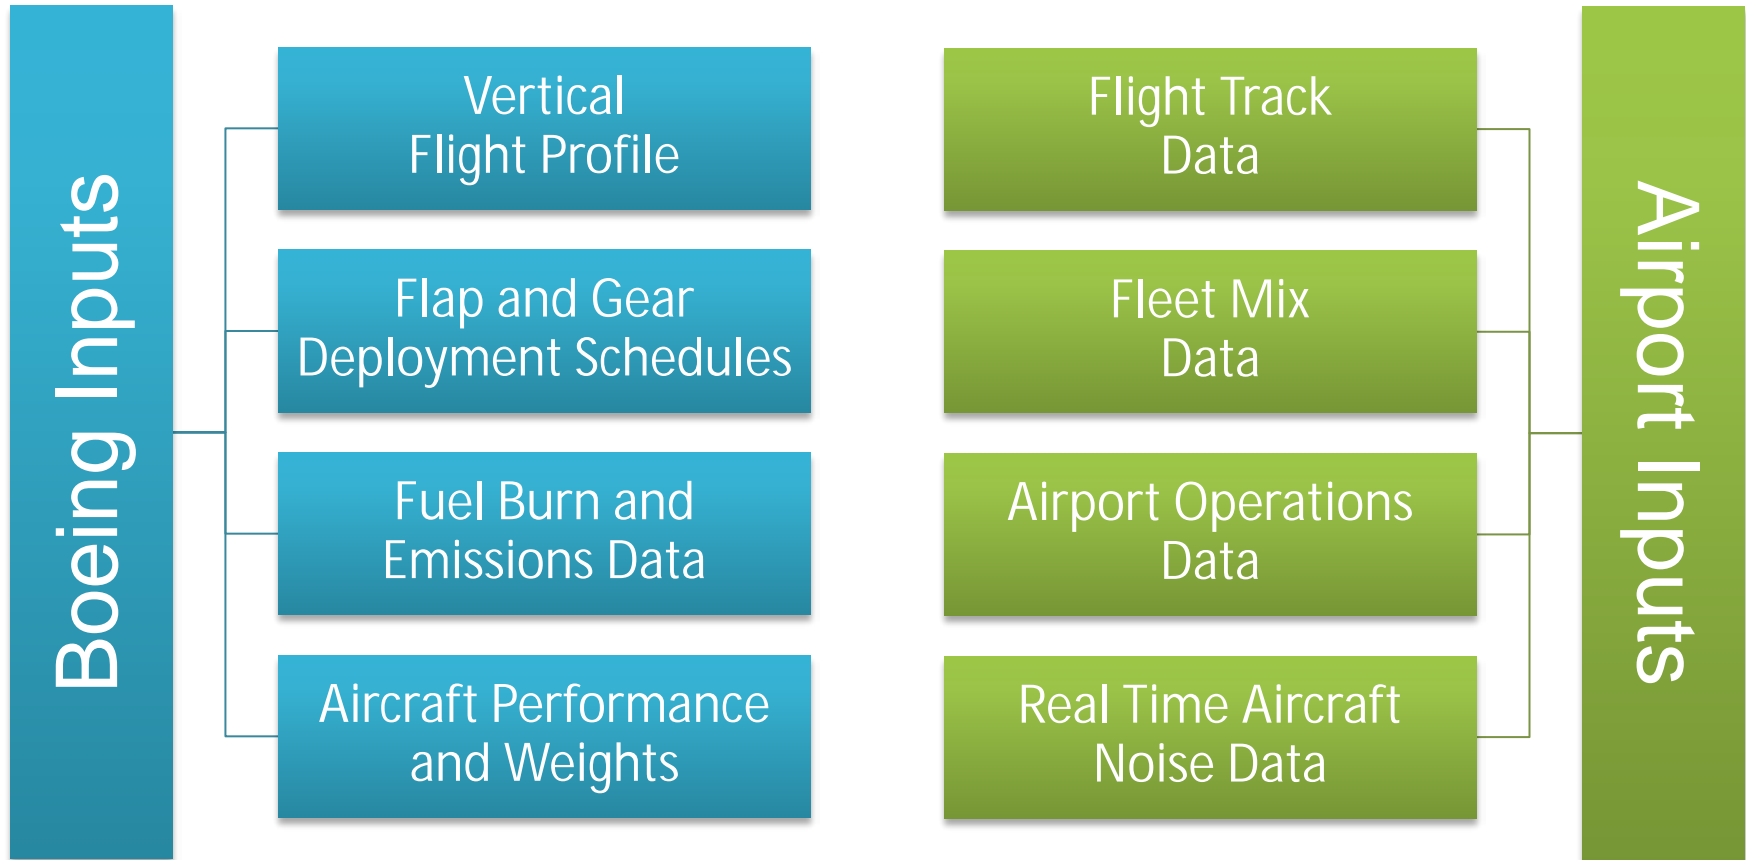 Boeing Inputs
Vertical
Flight Profile
Flap and Gear
Deployment Schedules
Fuel Burn and
Emissions Data
Aircraft Performance
and Weights
Flight Track
Data
Fleet Mix
Data
Airport Operations
Data
Real Time Aircraft
Noise Data
Airport Inputs